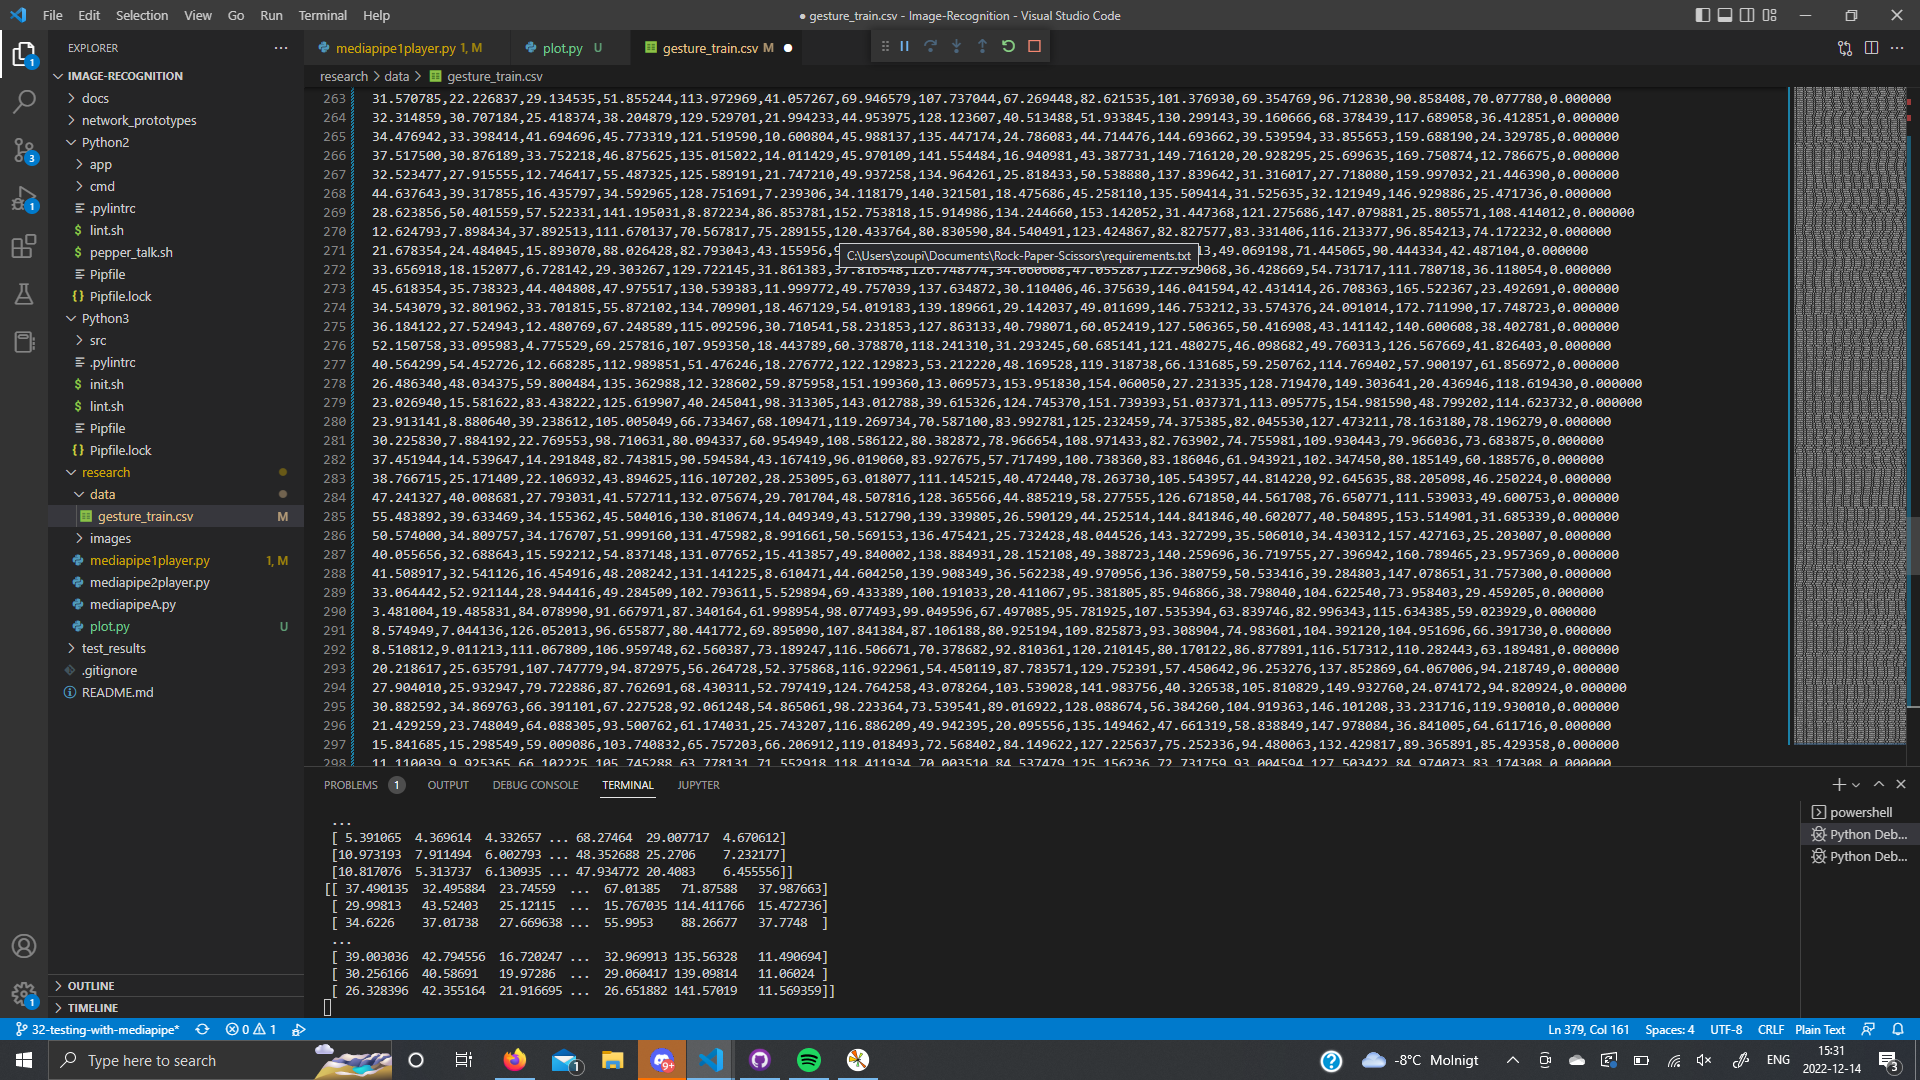 File Edit Selection View Go Run Terminal Help
● gesture_train.csv - Image-Recognition - Visual Studio Code
EXPLORER
mediapipe1player.py 1, M
plot.py U
gesture_train.csv M
IMAGE-RECOGNITION
docs
network_prototypes
Python2
app
cmd
.pylintrc
lint.sh
pepper_talk.sh
Pipfile
Pipfile.lock
Python3
src
.pylintrc
init.sh
lint.sh
Pipfile
Pipfile.lock
research
data
gesture_train.csv M
images
mediapipe1player.py 1, M
mediapipe2player.py
mediapipeA.py
plot.py U
test_results
.gitignore
README.md
OUTLINE
TIMELINE
research > data > gesture_train.csv
263 31.570785,22.226837,29.134535,51.855244,113.972969,41.057267,69.946579,107.737044,67.269448,82.621535,101.376930,69.354769,96.712830,90.858408,70.077780,0.000000
264 32.314859,30.707184,25.418374,38.204879,129.529701,21.994233,44.953975,128.123607,40.513488,51.933845,130.299143,39.160666,68.378439,117.689058,36.412851,0.000000
265 34.476942,33.398414,41.694696,45.773319,121.519590,10.600804,45.988137,135.447174,24.786083,44.714476,144.693662,39.539594,33.855653,159.688190,24.329785,0.000000
266 37.517500,30.876189,33.752218,46.875625,135.015022,14.011429,45.970109,141.554484,16.940981,43.387731,149.716120,20.928295,25.699635,169.750874,12.786675,0.000000
267 32.523477,27.915555,12.746417,55.487325,125.589191,21.747210,49.937258,134.964261,25.818433,50.538880,137.839642,31.316017,27.718080,159.997032,21.446390,0.000000
268 44.637643,39.317855,16.435797,34.592965,128.751691,7.239306,34.118179,140.321501,18.475686,45.258110,135.509414,31.525635,32.121949,146.929886,25.471736,0.000000
269 28.623856,50.401559,57.522331,141.195031,8.872234,86.853781,152.753818,15.914986,134.244660,153.142052,31.447368,121.275686,147.079881,25.805571,108.414012,0.000000
270 12.624793,7.898434,37.892513,111.670137,70.567817,75.289155,120.433764,80.830590,84.540491,123.424867,82.827577,83.331406,116.213377,96.854213,74.172232,0.000000
271 21.678354,24.484045,15.893070,88.026428,82.793043,43.155956,9 13,49.069198,71.445065,90.444334,42.487104,0.000000
C:\Users\zoupi\Documents\Rock-Paper-Scissors\requirements.txt
272 33.656918,18.152077,6.728142,29.303267,129.722145,31.861383,37.816548,126.748774,34.060608,47.055287,122.929068,36.428669,54.731717,111.780718,36.118054,0.000000
273 45.618354,35.738323,44.404808,47.975517,130.539383,11.999772,49.757039,137.634872,30.110406,46.375639,146.041594,42.431414,26.708363,165.522367,23.492691,0.000000
274 34.543079,32.801962,33.701815,55.872102,134.709901,18.467129,54.019183,139.189661,29.142037,49.011699,146.753212,33.574376,24.091014,172.711990,17.748723,0.000000
275 36.184122,27.524943,12.480769,67.248589,115.092596,30.710541,58.231853,127.863133,40.798071,60.052419,127.506365,50.416908,43.141142,140.600608,38.402781,0.000000
276 52.150758,33.095983,4.775529,69.257816,107.959350,18.443789,60.378870,118.241310,31.293245,60.685141,121.480275,46.098682,49.760313,126.567669,41.826403,0.000000
277 40.564299,54.452726,12.668285,112.989851,51.476246,18.276772,122.129823,53.212220,48.169528,119.318738,66.131685,59.250762,114.769402,57.900197,61.856972,0.000000
278 26.486340,48.034375,59.800484,135.362988,12.328602,59.875958,151.199360,13.069573,153.951830,154.060050,27.231335,128.719470,149.303641,20.436946,118.619430,0.000000
279 23.026940,15.581622,83.438222,125.619907,40.245041,98.313305,143.012788,39.615326,124.745370,151.739393,51.037371,113.095775,154.981590,48.799202,114.623732,0.000000
280 23.913141,8.880640,39.238612,105.005049,66.733467,68.109471,119.269734,70.587100,83.992781,125.232459,74.375385,82.045530,127.473211,78.163180,78.196279,0.000000
281 30.225830,7.884192,22.769553,98.710631,80.094337,60.954949,108.586122,80.382872,78.966654,108.971433,82.763902,74.755981,109.930443,79.966036,73.683875,0.000000
282 37.451944,14.539647,14.291848,82.743815,90.594584,43.167419,96.019060,83.927675,57.717499,100.738360,83.186046,61.943921,102.347450,80.185149,60.188576,0.000000
283 38.766715,25.171409,22.106932,43.894625,116.107202,28.253095,63.018077,111.145215,40.472440,78.263730,105.543957,44.814220,92.645635,88.205098,46.250224,0.000000
284 47.241327,40.008681,27.793031,41.572711,132.075674,29.701704,48.507816,128.365566,44.885219,58.277555,126.671850,44.561708,76.650771,111.539033,49.600753,0.000000
285 55.483892,39.633469,34.155362,45.504016,130.810674,14.049349,43.512790,139.339805,26.590129,44.252514,144.841846,40.602077,40.504895,153.514901,31.685339,0.000000
286 50.574000,34.809757,34.176707,51.999160,131.475982,8.991661,50.569153,136.475421,25.732428,48.044526,143.327299,35.506010,34.430312,157.427163,25.203007,0.000000
287 40.055656,32.688643,15.592212,54.837148,131.077652,15.413857,49.840002,138.884931,28.152108,49.388723,140.259696,36.719755,27.396942,160.789465,23.957369,0.000000
288 41.508917,32.541126,16.454916,48.208242,131.141225,8.610471,44.604250,139.908349,36.562238,49.970956,136.380759,50.533416,39.284803,147.078651,31.757300,0.000000
289 33.064442,52.921144,28.944416,49.284509,102.793611,5.529894,69.433389,100.191033,20.411067,95.381805,85.946866,38.798040,104.622540,73.958403,29.459205,0.000000
290 3.481004,19.485831,84.078990,91.667971,87.340164,61.998954,98.077493,99.049596,67.497085,95.781925,107.535394,63.839746,82.996343,115.634385,59.023929,0.000000
291 8.574949,7.044136,126.052013,96.655877,80.441772,69.895090,107.841384,87.106188,80.925194,109.825873,93.308904,74.983601,104.392120,104.951696,66.391730,0.000000
292 8.510812,9.011213,111.067809,106.959748,62.560387,73.189247,116.506671,70.378682,92.810361,120.210145,80.170122,86.877891,116.517312,110.282443,63.189481,0.000000
293 20.218617,25.635791,107.747779,94.872975,56.264728,52.375868,116.922961,54.450119,87.783571,129.752391,57.450642,96.253276,137.852869,64.067006,94.218749,0.000000
294 27.904010,25.932947,79.722886,87.762691,68.430311,52.797419,124.764258,43.078264,103.539028,141.983756,40.326538,105.810829,149.932760,24.074172,94.820924,0.000000
295 30.882592,34.869763,66.391101,67.227528,92.061248,54.865061,98.223364,73.539541,89.016922,128.088674,56.384260,104.919363,146.101208,33.231716,119.930010,0.000000
296 21.429259,23.748049,64.088305,93.500762,61.174031,25.743207,116.886209,49.942395,20.095556,135.149462,47.661319,58.838849,147.978084,36.841005,64.611716,0.000000
297 15.841685,15.298549,59.009086,103.740832,65.757203,66.206912,119.018493,72.568402,84.149622,127.225637,75.252336,94.480063,132.429817,89.365891,85.429358,0.000000
298 11.110039,9.925365,66.102225,105.745288,63.778131,71.552918,118.411934,70.003510,84.537479,125.156236,72.731759,93.004594,127.503422,84.974073,83.174308,0.000000
PROBLEMS 1 OUTPUT DEBUG CONSOLE TERMINAL JUPYTER
...
[ 5.391065 4.369614 4.332657 ... 68.27464 29.007717 4.670612]
[10.973193 7.911494 6.002793 ... 48.352688 25.2706 7.232177]
[10.817076 5.313737 6.130935 ... 47.934772 20.4083 6.455556]]
[[ 37.490135 32.495884 23.74559 ... 67.01385 71.87588 37.987663]
[ 29.99813 43.52403 25.12115 ... 15.767035 114.411766 15.472736]
[ 34.6226 37.01738 27.669638 ... 55.9953 88.26677 37.7748 ]
...
[ 39.003036 42.794556 16.720247 ... 32.969913 135.56328 11.490694]
[ 30.256166 40.58691 19.97286 ... 29.060417 139.09814 11.06024 ]
[ 26.328396 42.355164 21.916695 ... 26.651882 141.57019 11.569359]]
powershell
Python Deb...
Python Deb...
32-testing-with-mediapipe* 0 1
Ln 379, Col 161 Spaces: 4 UTF-8 CRLF Plain Text
Type here to search
-8°C Molnigt
ENG
15:31
2022-12-14